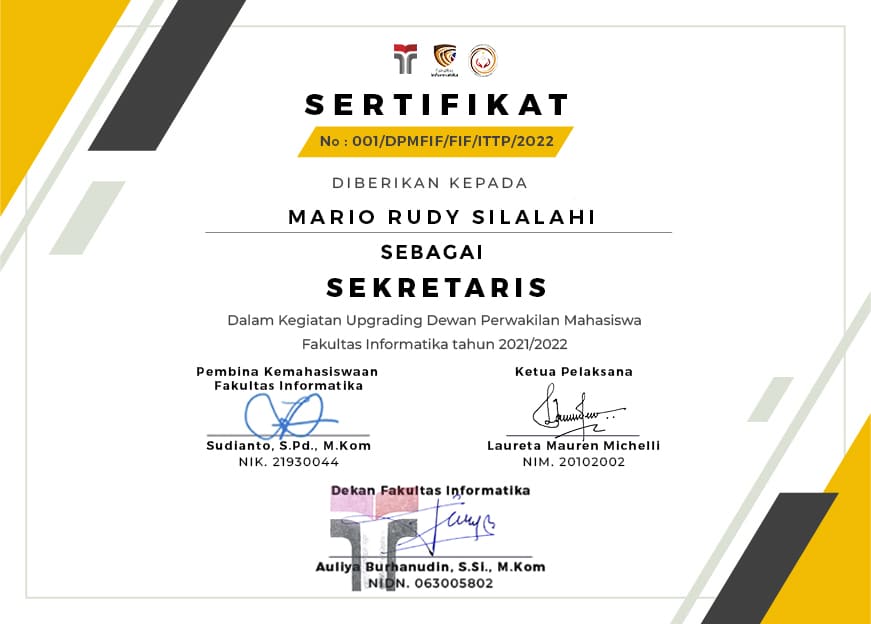 Fakultas
Informatika
SERTIFIKAT
No : 001/DPMFIF/FIF/ITTP/2022
DIBERIKAN KEPADA
MARIO RUDY SILALAHI
SEBAGAI
SEKRETARIS
Dalam Kegiatan Upgrading Dewan Perwakilan Mahasiswa
Fakultas Informatika tahun 2021/2022
Pembina Kemahasiswaan
Fakultas Informatika
Sudianto, S.Pd., M.Kom
NIK. 21930044
Ketua Pelaksana
Laureta Mauren Michelli
NIM. 20102002
Dekan Fakultas Informatika
Auliya Burhanudin, S.SI., M.Kom
NIDN. 063005802